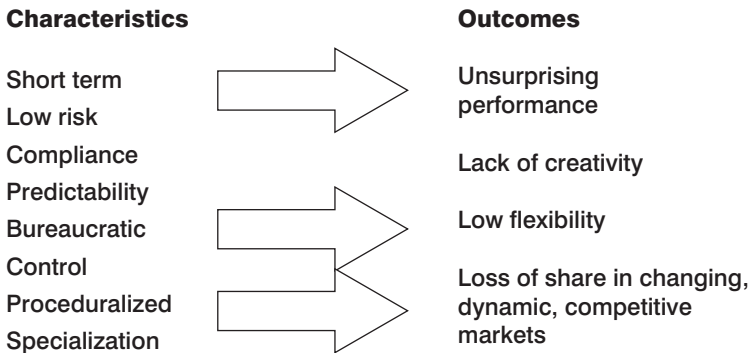 Characteristics
Short term
Low risk
Compliance
Predictability
Bureaucratic
Control
Proceduralized
Specialization
Outcomes
Unsurprising
performance
Lack of creativity
Low flexibility
Loss of share in changing,
dynamic, competitive
markets